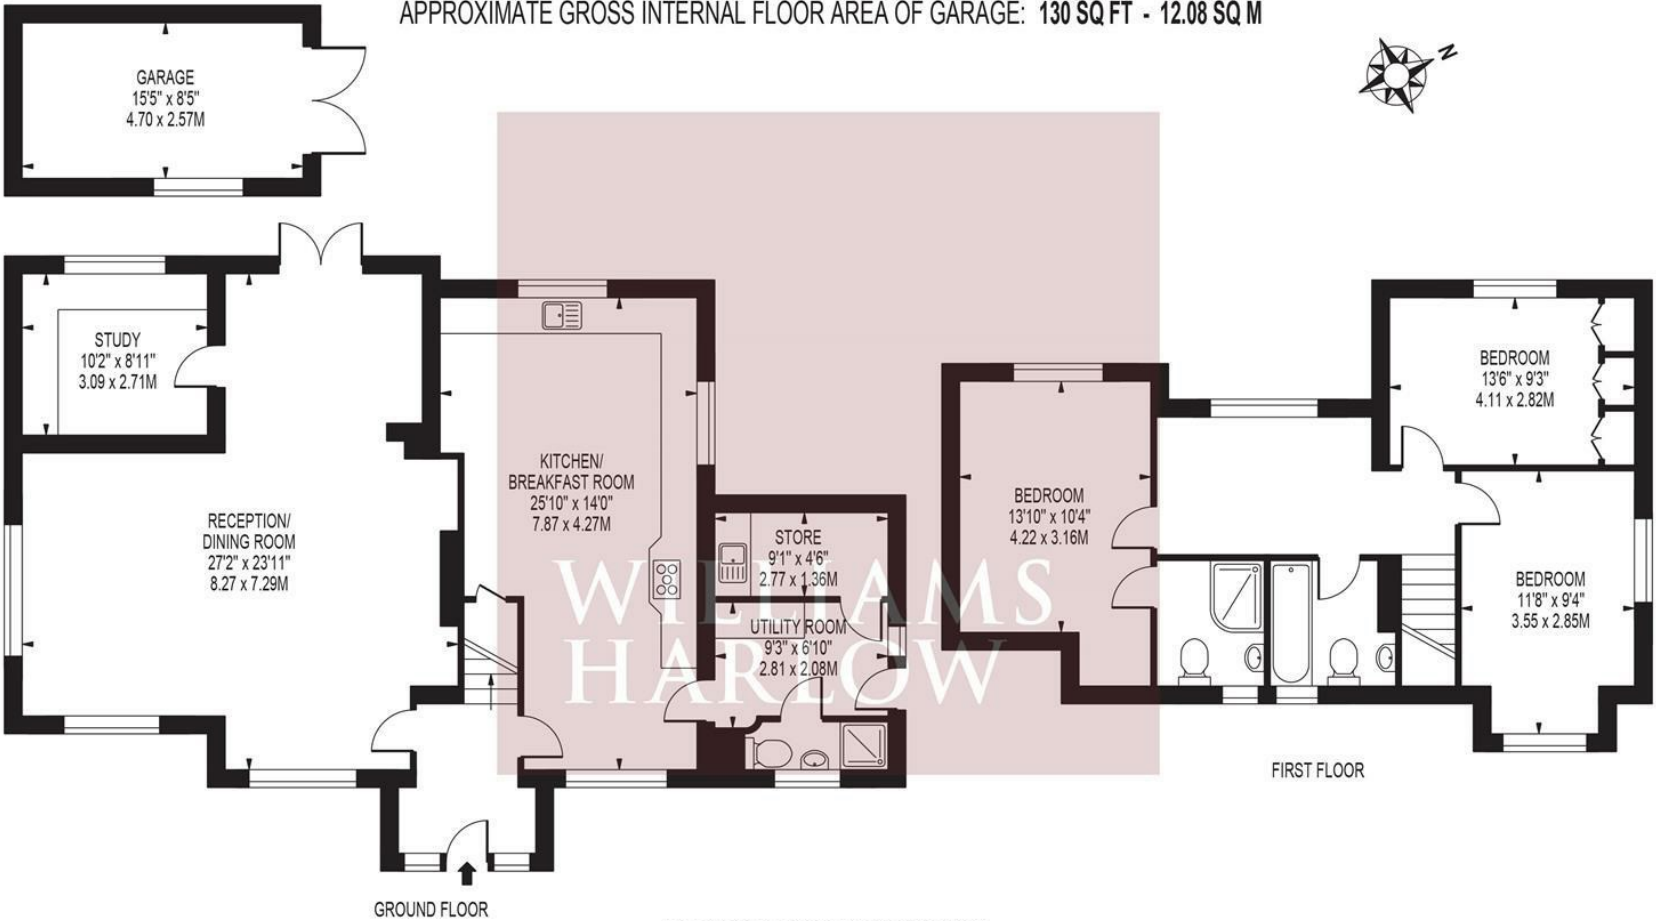 APPROXIMATE GROSS INTERNAL FLOOR AREA OF GARAGE: 130 SQ FT - 12.08 SQ M
N
GARAGE
15'5" x 8'5"
4.70 x 2.57M
STUDY
10'2" x 8'11"
3.09 x 2.71M
RECEPTION/
DINING ROOM
27'2" x 23'11"
8.27 x 7.29M
KITCHEN/
BREAKFAST ROOM
25'10" x 14'0"
7.87 x 4.27M
STORE
9'1" x 4'6"
2.77 x 1.36M
UTILITY ROOM
9'3" x 6'10"
2.81 x 2.08M
WILLIAMS
HARLOW
BEDROOM
13'10" x 10'4"
4.22 x 3.16M
BEDROOM
13'6" x 9'3"
4.11 x 2.82M
BEDROOM
11'8" x 9'4"
3.55 x 2.85M
FIRST FLOOR
GROUND FLOOR